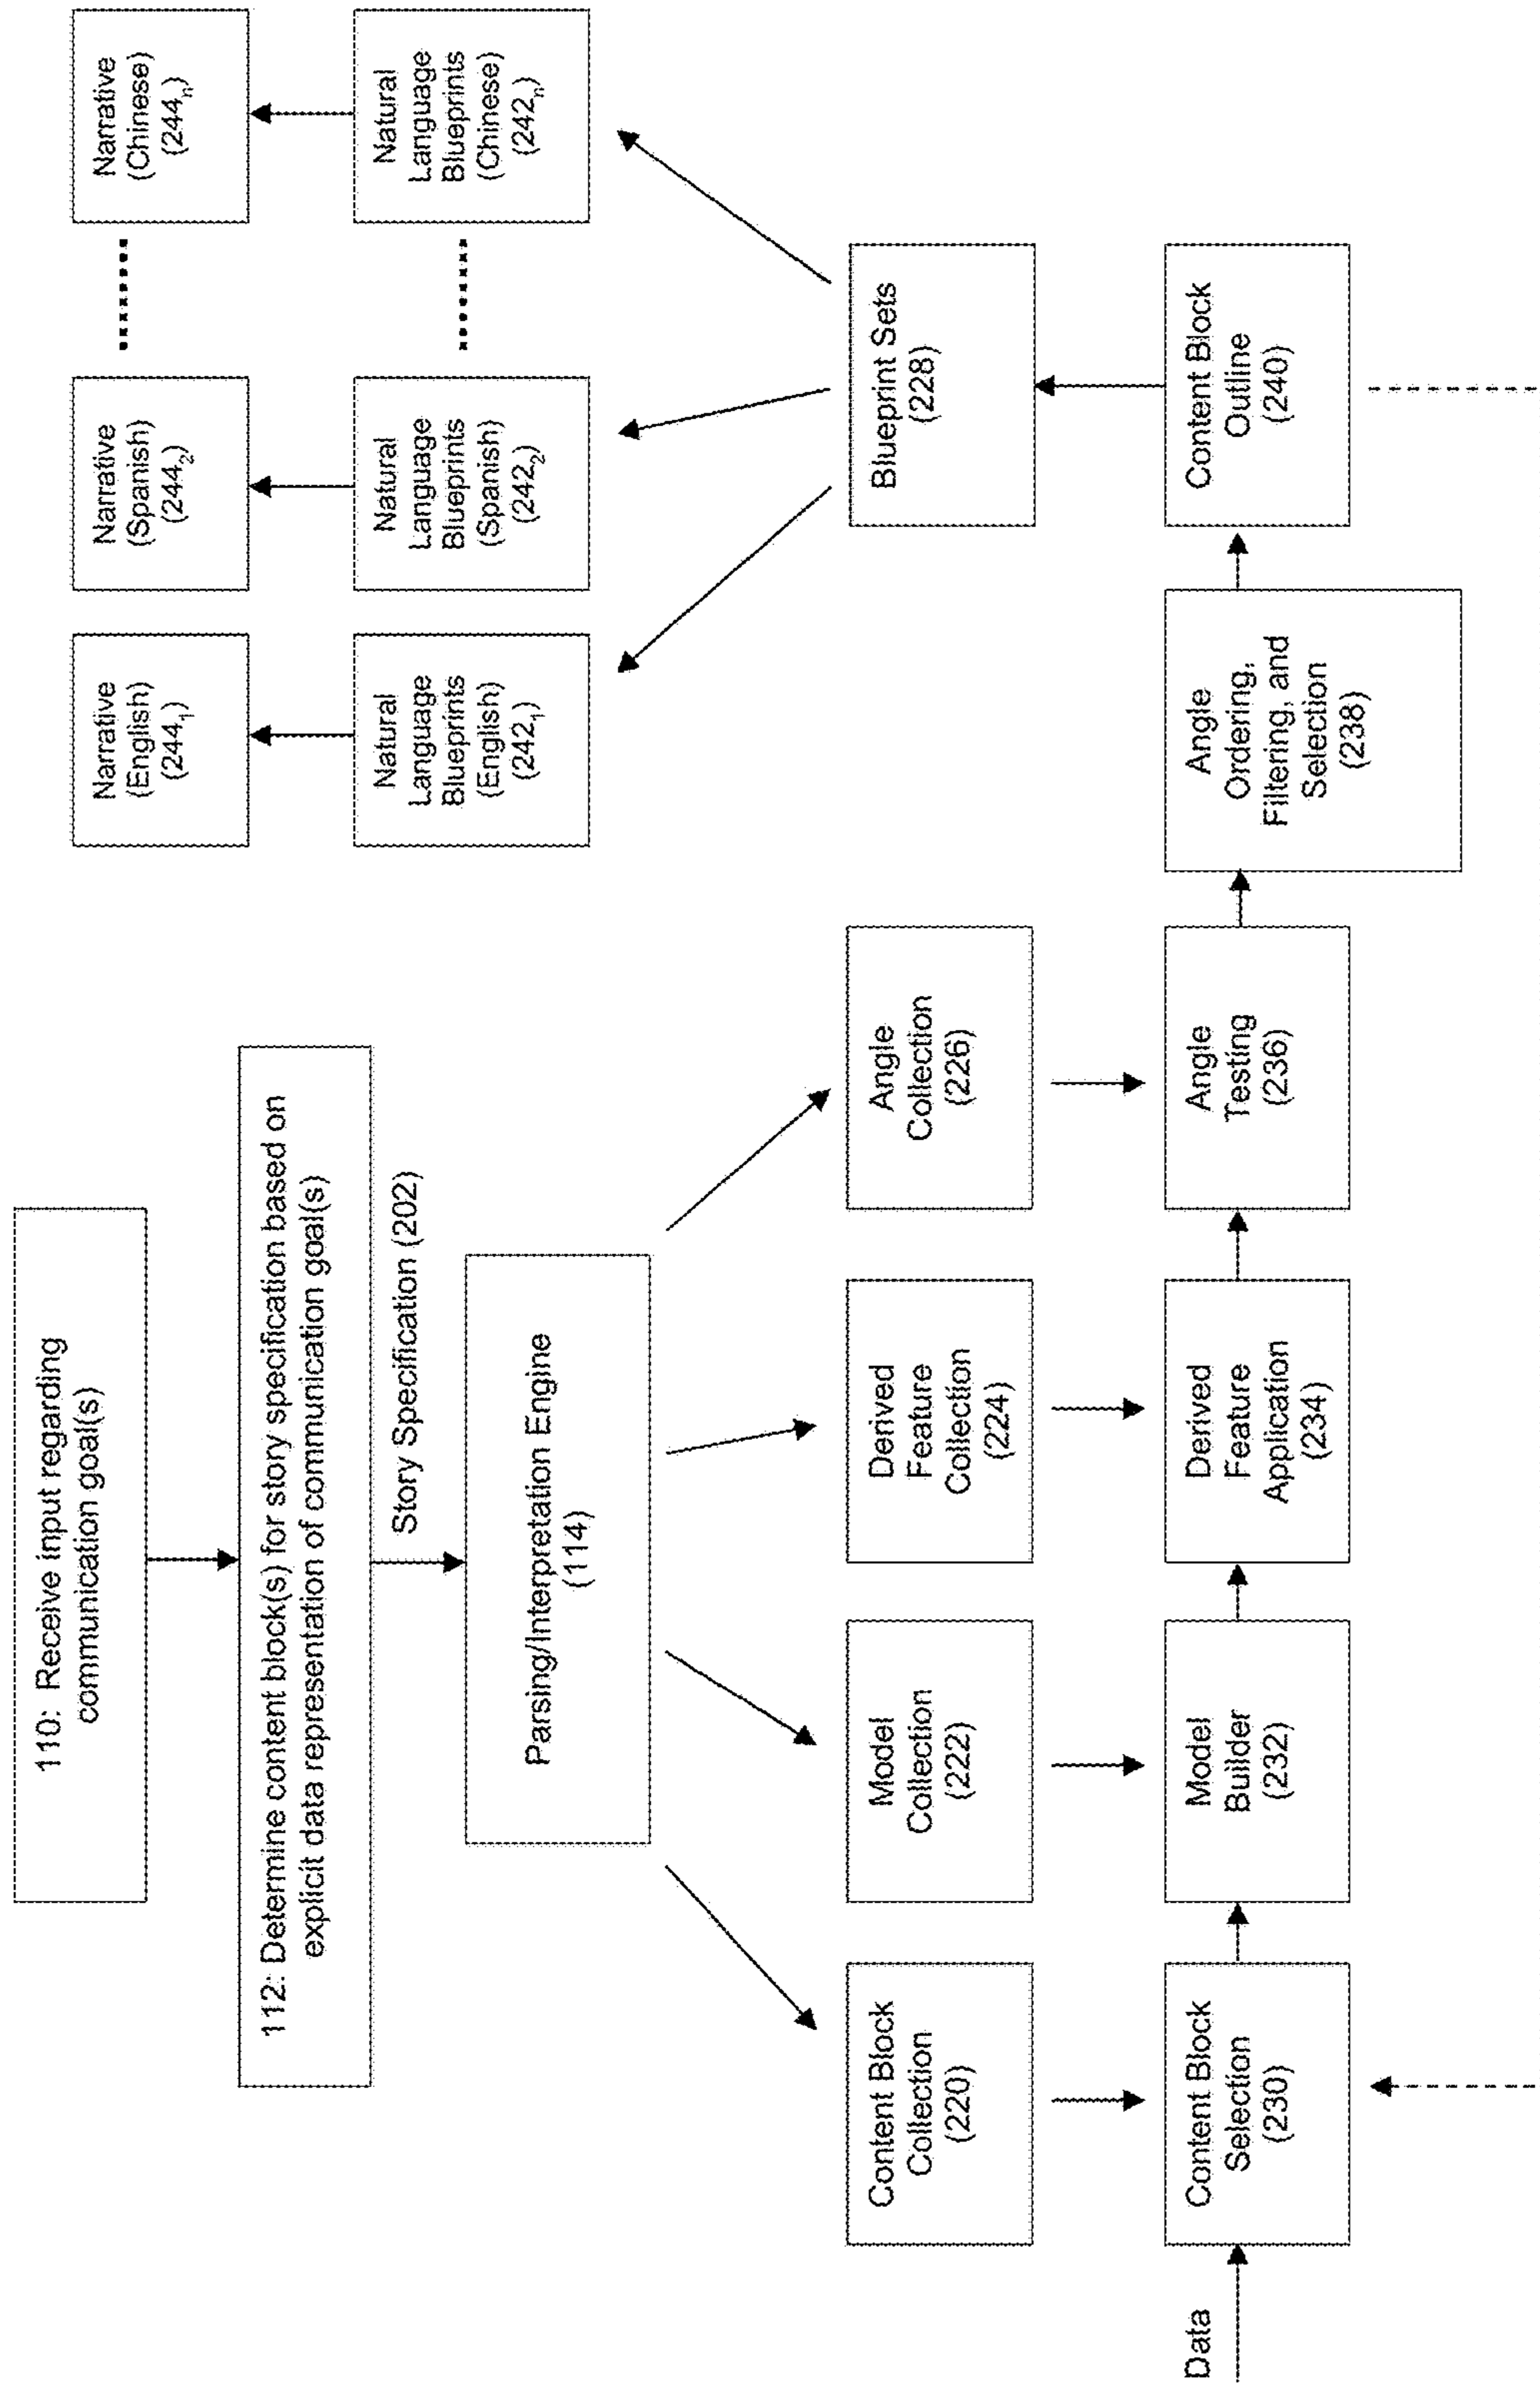 110: Receive input regarding
communication goal(s)
112: Determine content block(s) for story specification based on
explicit data representation of communication goal(s)
Story Specification (202)
Parsing/Interpretation Engine
(114)
Content Block
Collection
(220)
Model
Collection
(222)
Derived
Feature
Collection
(224)
Angle
Collection
(226)
Data
Content Block
Selection
(230)
Model
Builder
(232)
Derived
Feature
Application
(234)
Angle
Testing
(236)
Angle
Ordering,
Filtering, and
Selection
(238)
Content Block
Outline
(240)
Blueprint Sets
(228)
Natural
Language
Blueprints
(English)
(242₁)
Natural
Language
Blueprints
(Spanish)
(242₂)
Natural
Language
Blueprints
(Chinese)
(242ₙ)
Narrative
(English)
(244₁)
Narrative
(Spanish)
(244₂)
Narrative
(Chinese)
(244ₙ)